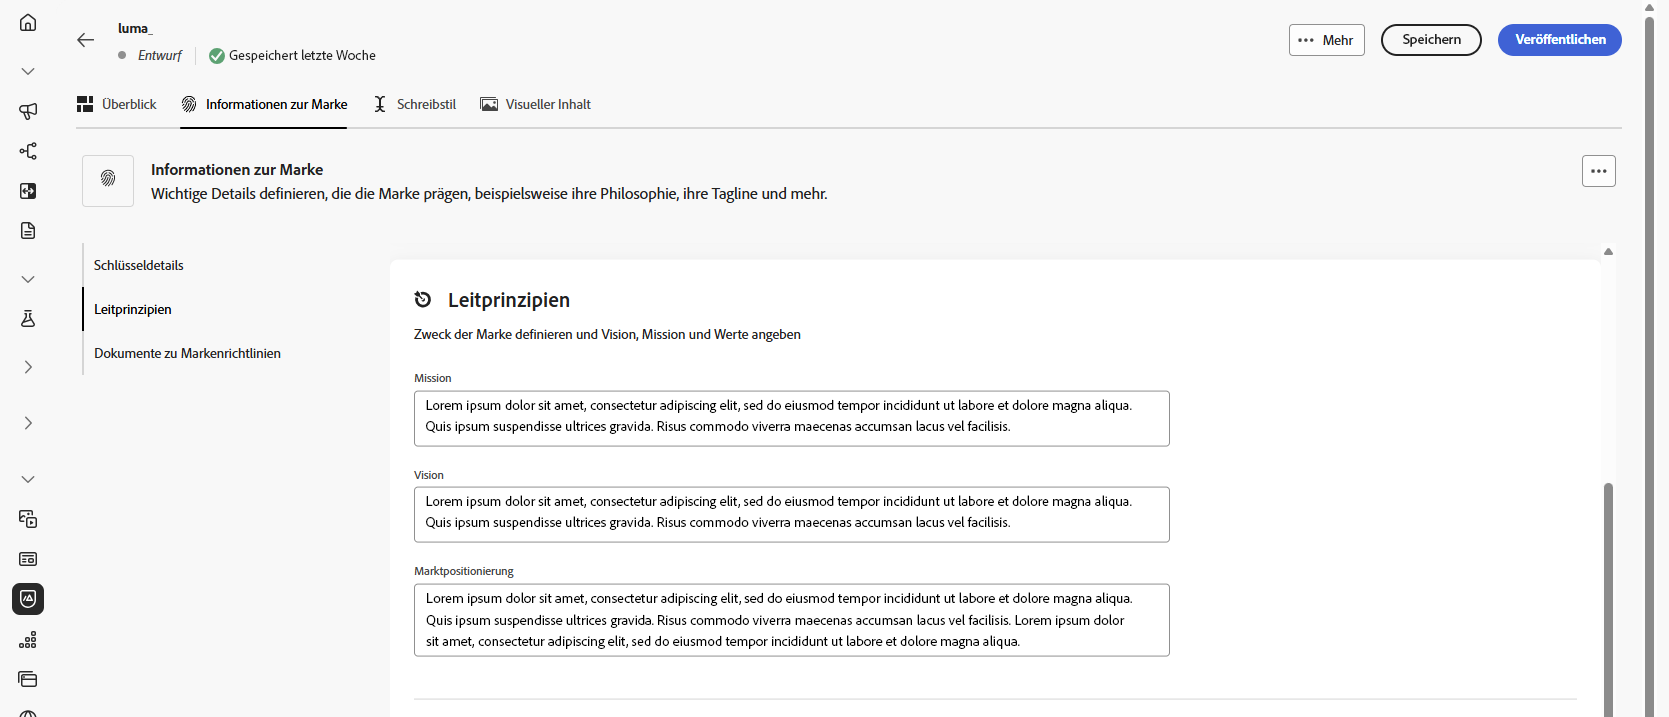 luma_
Entwurf
Gespeichert letzte Woche
Mehr
Speichern
Veröffentlichen
Überblick
Informationen zur Marke
Schreibstil
Visueller Inhalt
Informationen zur Marke
Wichtige Details definieren, die die Marke prägen, beispielsweise ihre Philosophie, ihre Tagline und mehr.
Schlüsseldetails
Leitprinzipien
Dokumente zu Markenrichtlinien
Leitprinzipien
Zweck der Marke definieren und Vision, Mission und Werte angeben
Mission
Lorem ipsum dolor sit amet, consectetur adipiscing elit, sed do eiusmod tempor incididunt ut labore et dolore magna aliqua.
Quis ipsum suspendisse ultrices gravida. Risus commodo viverra maecenas accumsan lacus vel facilisis.
Vision
Lorem ipsum dolor sit amet, consectetur adipiscing elit, sed do eiusmod tempor incididunt ut labore et dolore magna aliqua.
Quis ipsum suspendisse ultrices gravida. Risus commodo viverra maecenas accumsan lacus vel facilisis.
Marktpositionierung
Lorem ipsum dolor sit amet, consectetur adipiscing elit, sed do eiusmod tempor incididunt ut labore et dolore magna aliqua.
Quis ipsum suspendisse ultrices gravida. Risus commodo viverra maecenas accumsan lacus vel facilisis. Lorem ipsum dolor
sit amet, consectetur adipiscing elit, sed do eiusmod tempor incididunt ut labore et dolore magna aliqua.